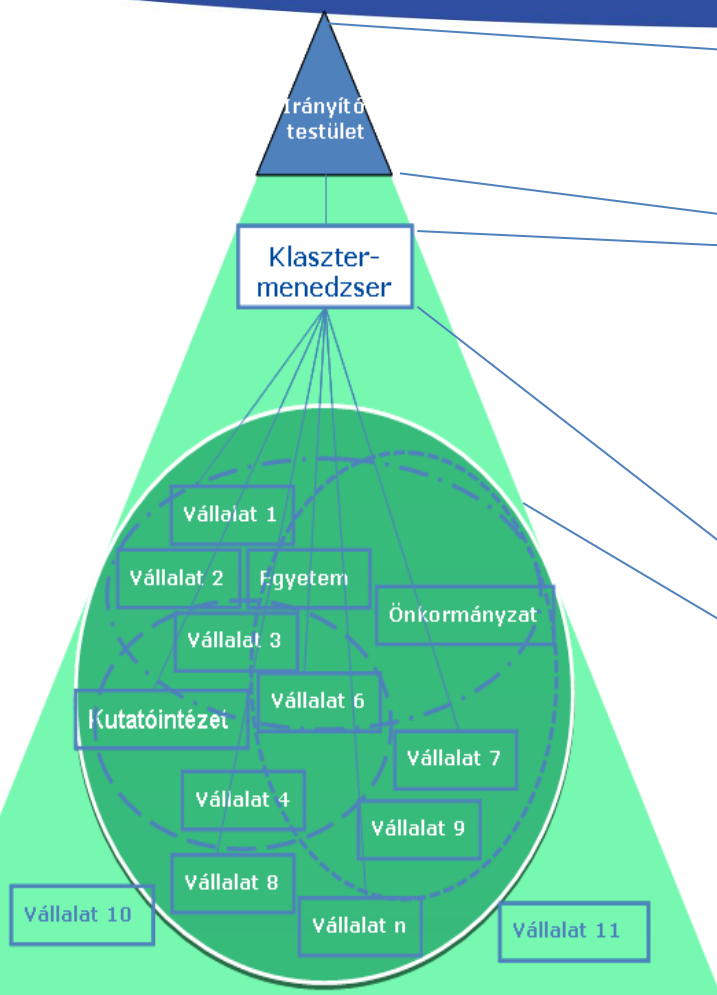 Irányító
testület
Klaszter-
menedzser
Vállalat 1
Vállalat 2
Egyetem
Önkormányzat
Vállalat 3
Vállalat 6
Kutatóintézet
Vállalat 7
Vállalat 4
Vállalat 9
Vállalat 8
Vállalat 10
Vállalat n
Vállalat 11